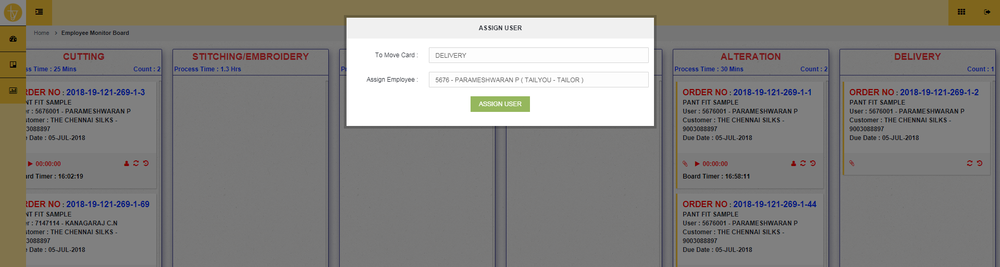 ty
Home > Employee Monitor Board
ASSIGN USER
To Move Card : DELIVERY
Assign Employee : 5676 - PARAMESHWARAN P ( TAILYOU - TAILOR )
ASSIGN USER
CUTTING
ss Time : 25 Mins Count : 2
RDER NO : 2018-19-121-269-1-3
NT FIT SAMPLE
er : 5676001 - PARAMESHWARAN P
stomer : THE CHENNAI SILKS -
3088897
e Date : 05-JUL-2018
00:00:00
ard Timer : 16:02:19
RDER NO : 2018-19-121-269-1-69
NT FIT SAMPLE
er : 7147114 - KANAGARAJ C.N
stomer : THE CHENNAI SILKS -
3088897
e Date : 05-JUL-2018
STITCHING/EMBROIDERY
Process Time : 1.3 Hrs
P
ALTERATION
Process Time : 30 Mins Count : 2
ORDER NO : 2018-19-121-269-1-1
PANT FIT SAMPLE
User : 5676001 - PARAMESHWARAN P
Customer : THE CHENNAI SILKS -
9003088897
Due Date : 05-JUL-2018
00:00:00
Board Timer : 16:58:11
ORDER NO : 2018-19-121-269-1-44
PANT FIT SAMPLE
User : 5676001 - PARAMESHWARAN P
Customer : THE CHENNAI SILKS -
9003088897
Due Date : 05-JUL-2018
DELIVERY
Count : 1
ORDER NO : 2018-19-121-269-1-2
PANT FIT SAMPLE
User : 5676001 - PARAMESHWARAN P
Customer : THE CHENNAI SILKS -
9003088897
Due Date : 05-JUL-2018